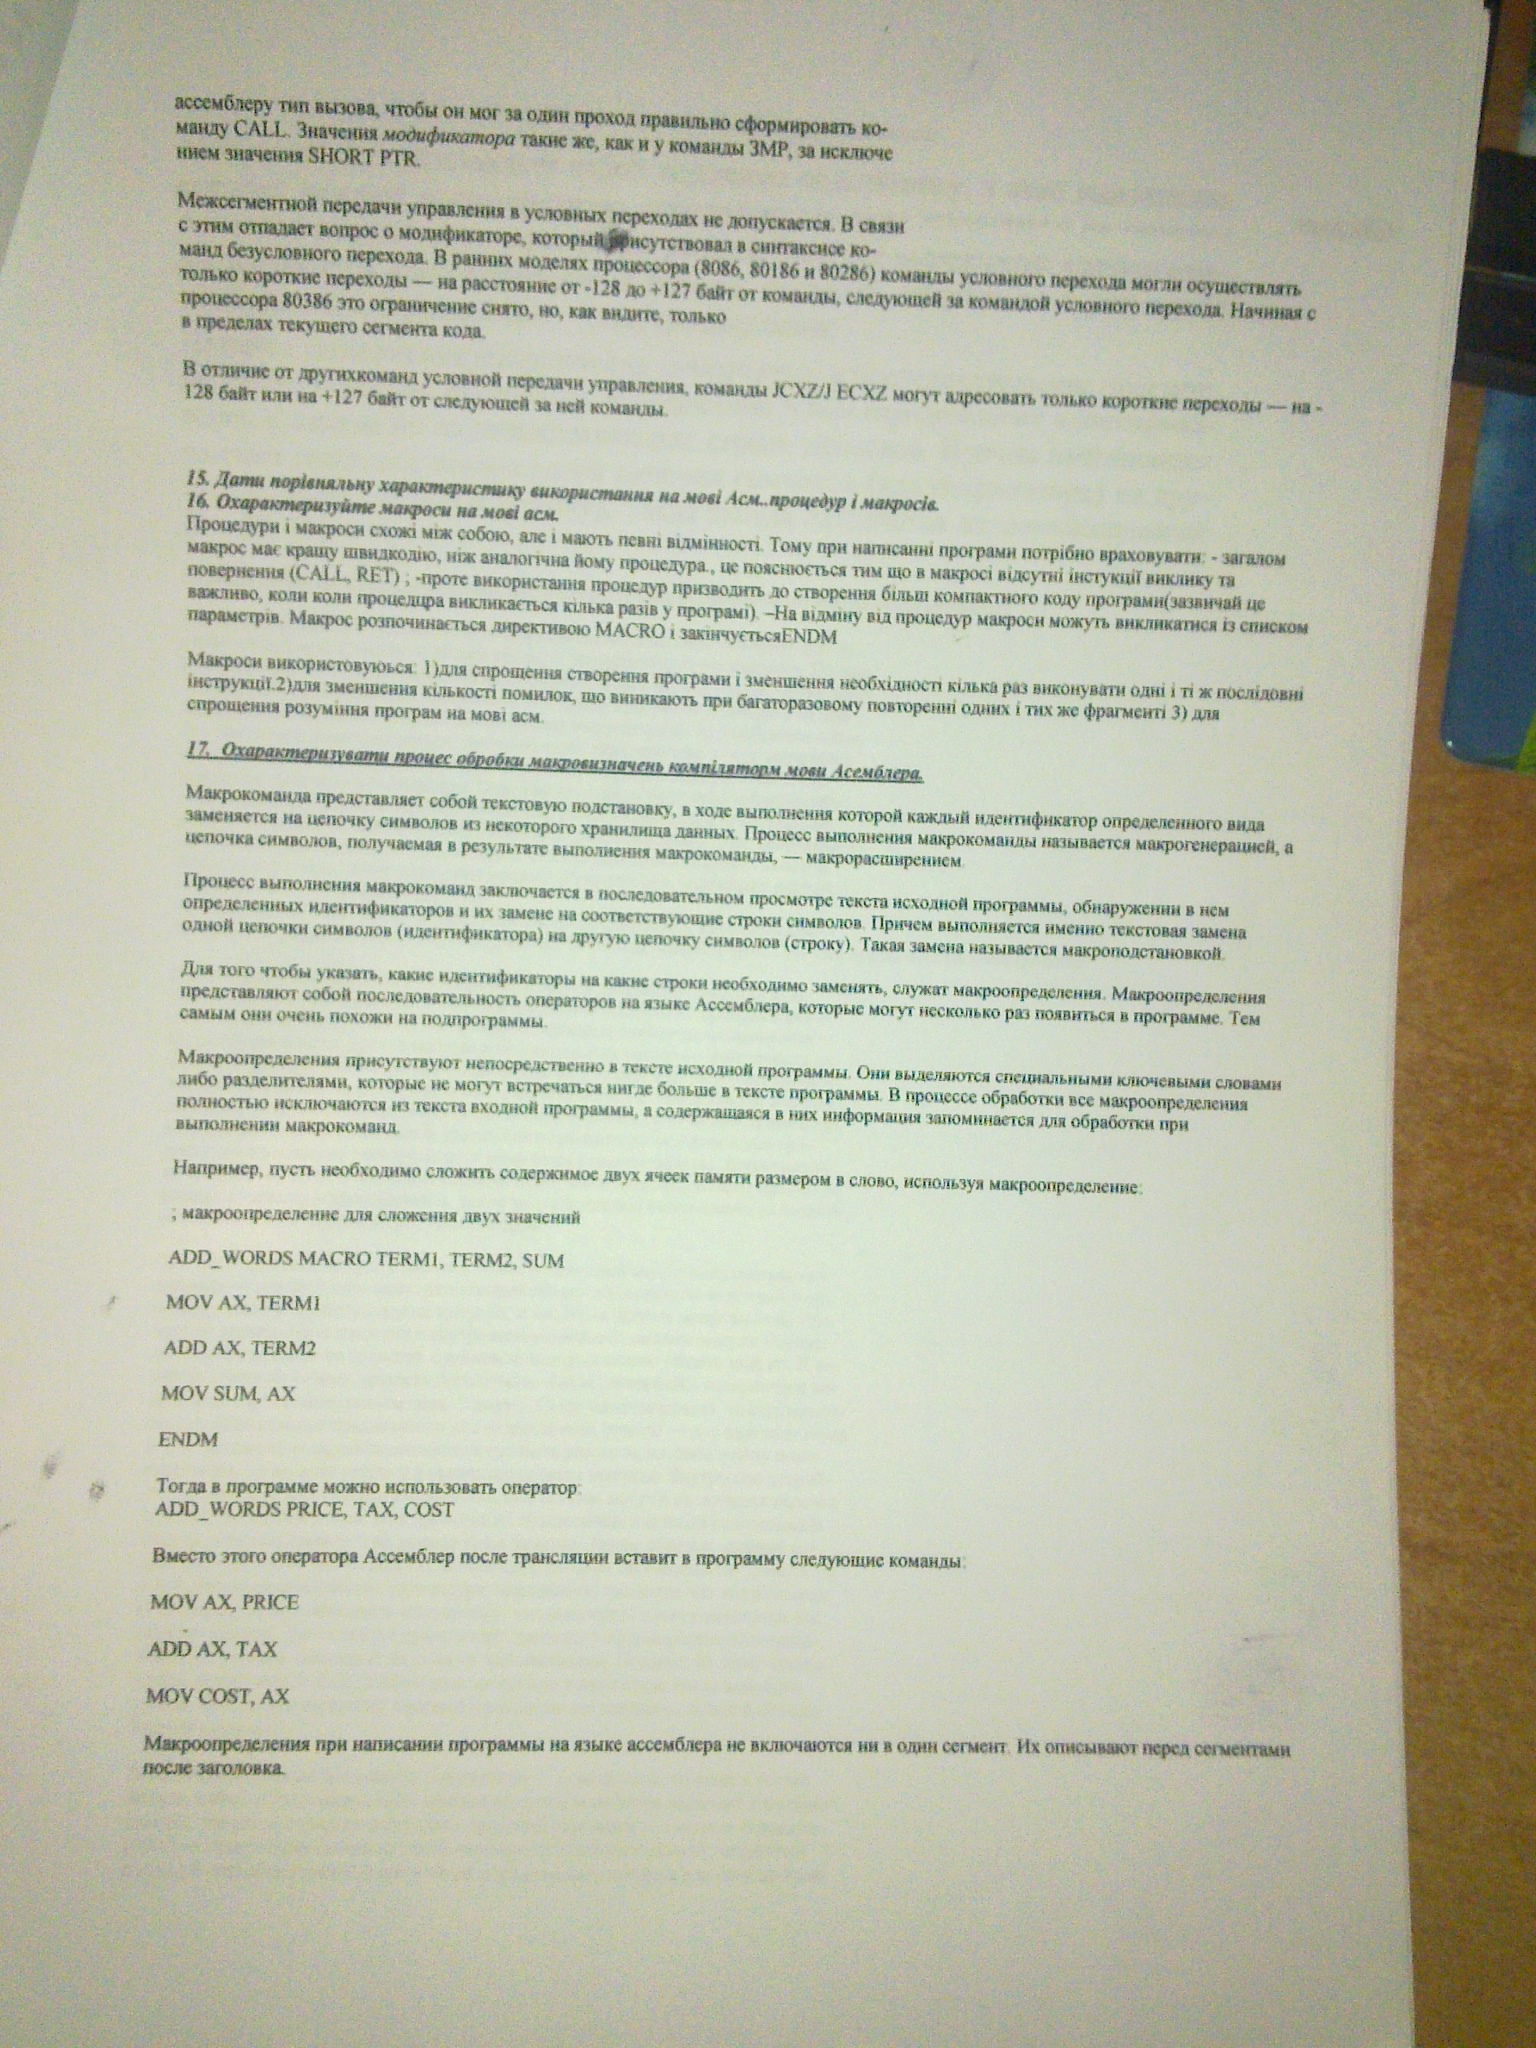 ассемблеру тип вызова, чтобы он мог за один проход правильно сформировать ко-
манду CALL. Значения модификатора такие же, как и у команды ЗМР, за исключе
нием значения SHORT PTR.
Межсегментной передачи управления в условных переходах не допускается. В связи
с этим отпадает вопрос о модификаторе, который присутствовал в синтаксисе ко-
манд безусловного перехода. В ранних моделях процессора (8086, 80186 и 80286) команды условного перехода могли осуществлять
только короткие переходы — на расстояние от -128 до +127 байт от команды, следующей за командой условного перехода. Начиная с
процессора 80386 это ограничение снято, но, как видите, только
в пределах текущего сегмента кода.
В отличие от другихкоманд условной передачи управления, команды JCXZ/J ECXZ могут адресовать только короткие переходы — на -
128 байт или на +127 байт от следующей за ней команды.
15. Дати порівняльну характеристику використання на мові Асм..процедур і макросів.
16. Охарактеризуйте макроси на мові асм.
Процедури і макроси схожі між собою, але і мають певні відмінності. Тому при написанні програми потрібно враховувати: - загалом
макрос має кращу швидкодію, ніж аналогічна йому процедура., це пояснюється тим що в макросі відсутні інстукції виклику та
повернення (CALL, RET) ; -проте використання процедур призводить до створення більш компактного коду програми(зазвичай це
важливо, коли коли процедцра викликається кілька разів у програмі). –На відміну від процедур макроси можуть викликатися із списком
параметрів. Макрос розпочинається директивою MACRO і закінчуєтьсяENDM
Макроси використовуюься: 1)для спрощення створення програми і зменшення необхідності кілька раз виконувати одні і ті ж послідовні
інструкції.2)для зменшення кількості помилок, що виникають при багаторазовому повторенні одних і тих же фрагменті 3) для
спрощення розуміння програм на мові асм.
17. Охарактеризувати процес обробки макровизначень компіляторм мови Асемблера.
Макрокоманда представляет собой текстовую подстановку, в ходе выполнения которой каждый идентификатор определенного вида
заменяется на цепочку символов из некоторого хранилища данных. Процесс выполнения макрокоманды называется макрогенерацией, а
цепочка символов, получаемая в результате выполнения макрокоманды, — макрорасширением.
Процесс выполнения макрокоманд заключается в последовательном просмотре текста исходной программы, обнаружении в нем
определенных идентификаторов и их замене на соответствующие строки символов. Причем выполняется именно текстовая замена
одной цепочки символов (идентификатора) на другую цепочку символов (строку). Такая замена называется макроподстановкой.
Для того чтобы указать, какие идентификаторы на какие строки необходимо заменять, служат макроопределения. Макроопределения
представляют собой последовательность операторов на языке Ассемблера, которые могут несколько раз появиться в программе. Тем
самым они очень похожи на подпрограммы.
Макроопределения присутствуют непосредственно в тексте исходной программы. Они выделяются специальными ключевыми словами
либо разделителями, которые не могут встречаться нигде больше в тексте программы. В процессе обработки все макроопределения
полностью исключаются из текста входной программы, а содержащаяся в них информация запоминается для обработки при
выполнении макрокоманд.
Например, пусть необходимо сложить содержимое двух ячеек памяти размером в слово, используя макроопределение:
; макроопределение для сложения двух значений
ADD_WORDS MACRO TERM1, TERM2, SUM
MOV AX, TERM1
ADD AX, TERM2
MOV SUM, AX
ENDM
Тогда в программе можно использовать оператор:
ADD_WORDS PRICE, TAX, COST
Вместо этого оператора Ассемблер после трансляции вставит в программу следующие команды:
MOV AX, PRICE
ADD AX, TAX
MOV COST, AX
Макроопределения при написании программы на языке ассемблера не включаются ни в один сегмент. Их описывают перед сегментами
после заголовка.